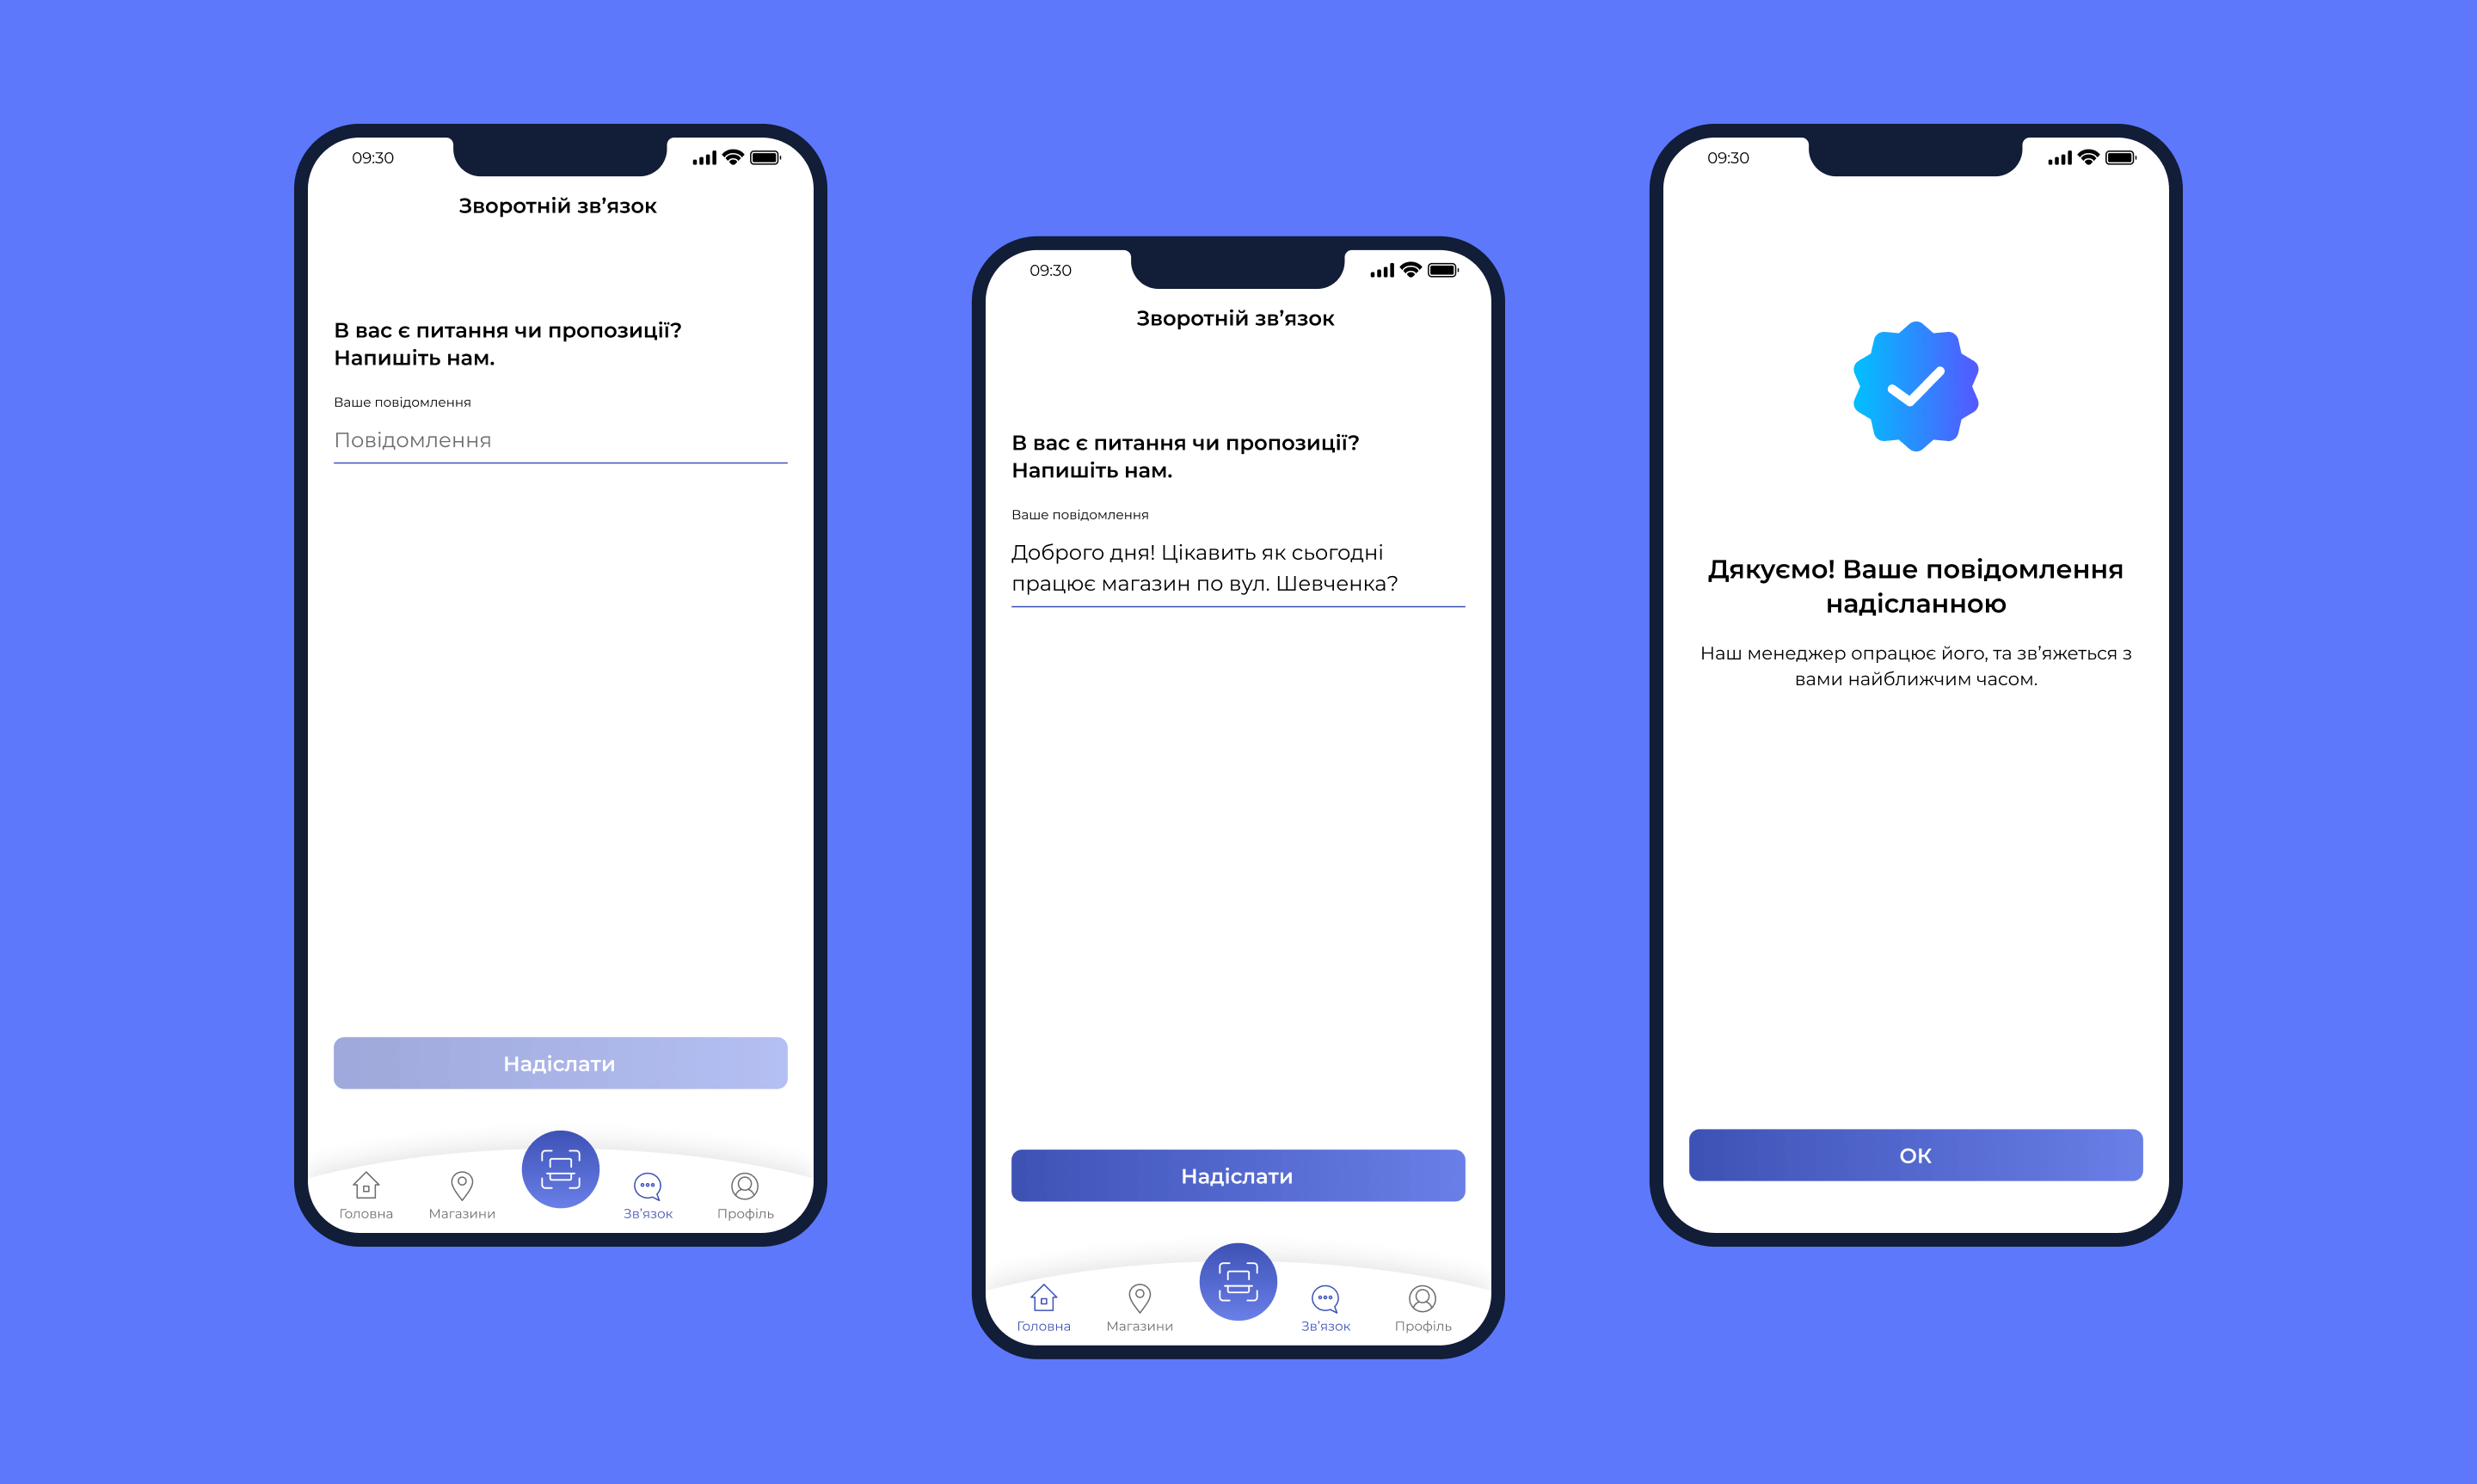 09:30
Зворотній зв’язок
В вас є питання чи пропозиції?
Напишіть нам.
Ваше повідомлення
Повідомлення
Надіслати
Головна
Магазини
Зв’язок
Профіль
09:30
Зворотній зв’язок
В вас є питання чи пропозиції?
Напишіть нам.
Ваше повідомлення
Доброго дня! Цікавить як сьогодні
працює магазин по вул. Шевченка?
Надіслати
Головна
Магазини
Зв’язок
Профіль
09:30
Дякуємо! Ваше повідомлення
надісланною
Наш менеджер опрацює його, та зв’яжеться з
вами найближчим часом.
ОК